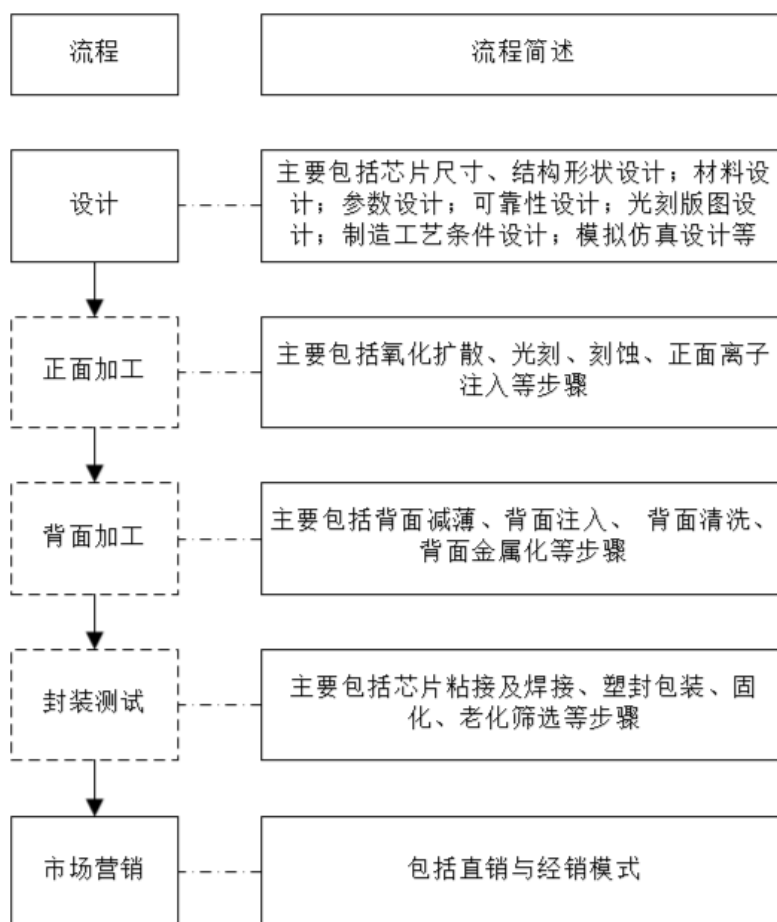 流程
流程简述
设计
主要包括芯片尺寸、结构形状设计；材料设
计；参数设计；可靠性设计；光刻版图设
计；制造工艺条件设计；模拟仿真设计等
正面加工
主要包括氧化扩散、光刻、刻蚀、正面离子
注入等步骤
背面加工
主要包括背面减薄、背面注入、 背面清洗、
背面金属化等步骤
封装测试
主要包括芯片粘接及焊接、塑封包装、固
化、老化筛选等步骤
市场营销
包括直销与经销模式